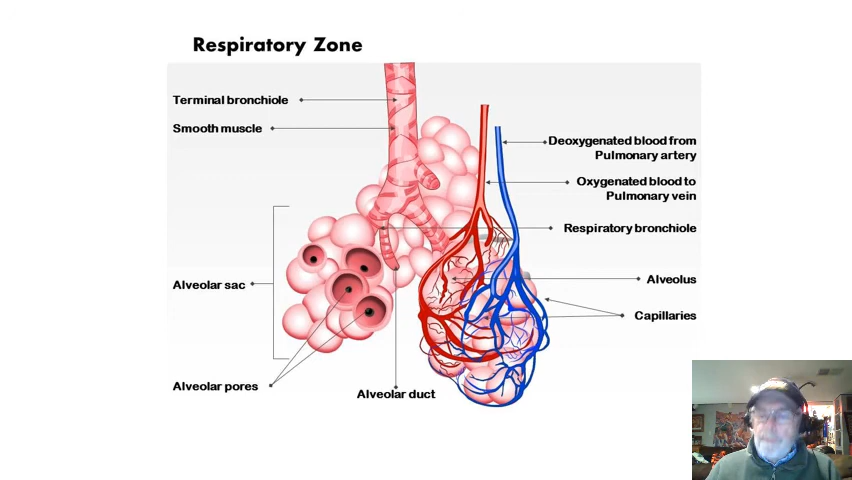 Respiratory Zone
Terminal bronchiole
Smooth muscle
Deoxygenated blood from
Pulmonary artery
Oxygenated blood to
Pulmonary vein
Respiratory bronchiole
Alveolar sac
Alveolus
Capillaries
Alveolar pores
Alveolar duct